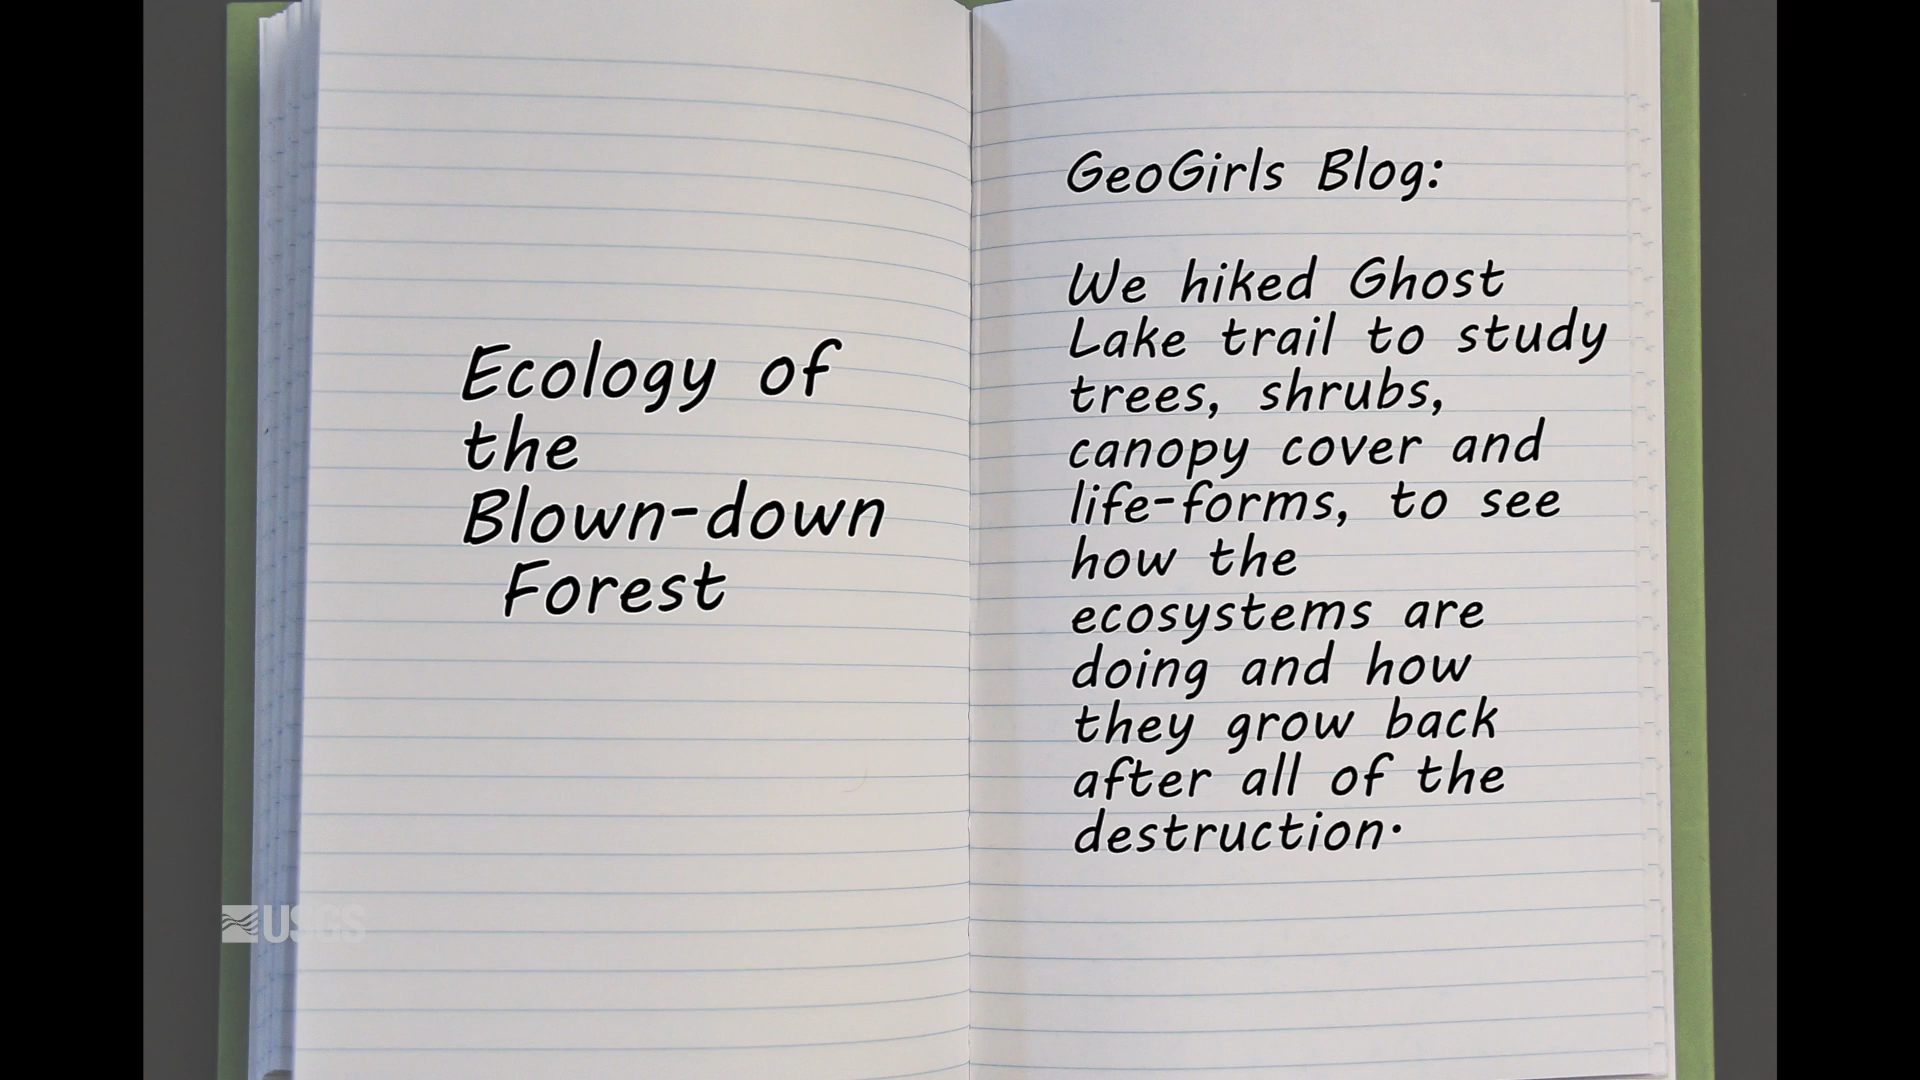 Ecology of
the
Blown-down
Forest
GeoGirls Blog:
We hiked Ghost
Lake trail to study
trees, shrubs,
canopy cover and
life-forms, to see
how the
ecosystems are
doing and how
they grow back
after all of the
destruction.
USGS